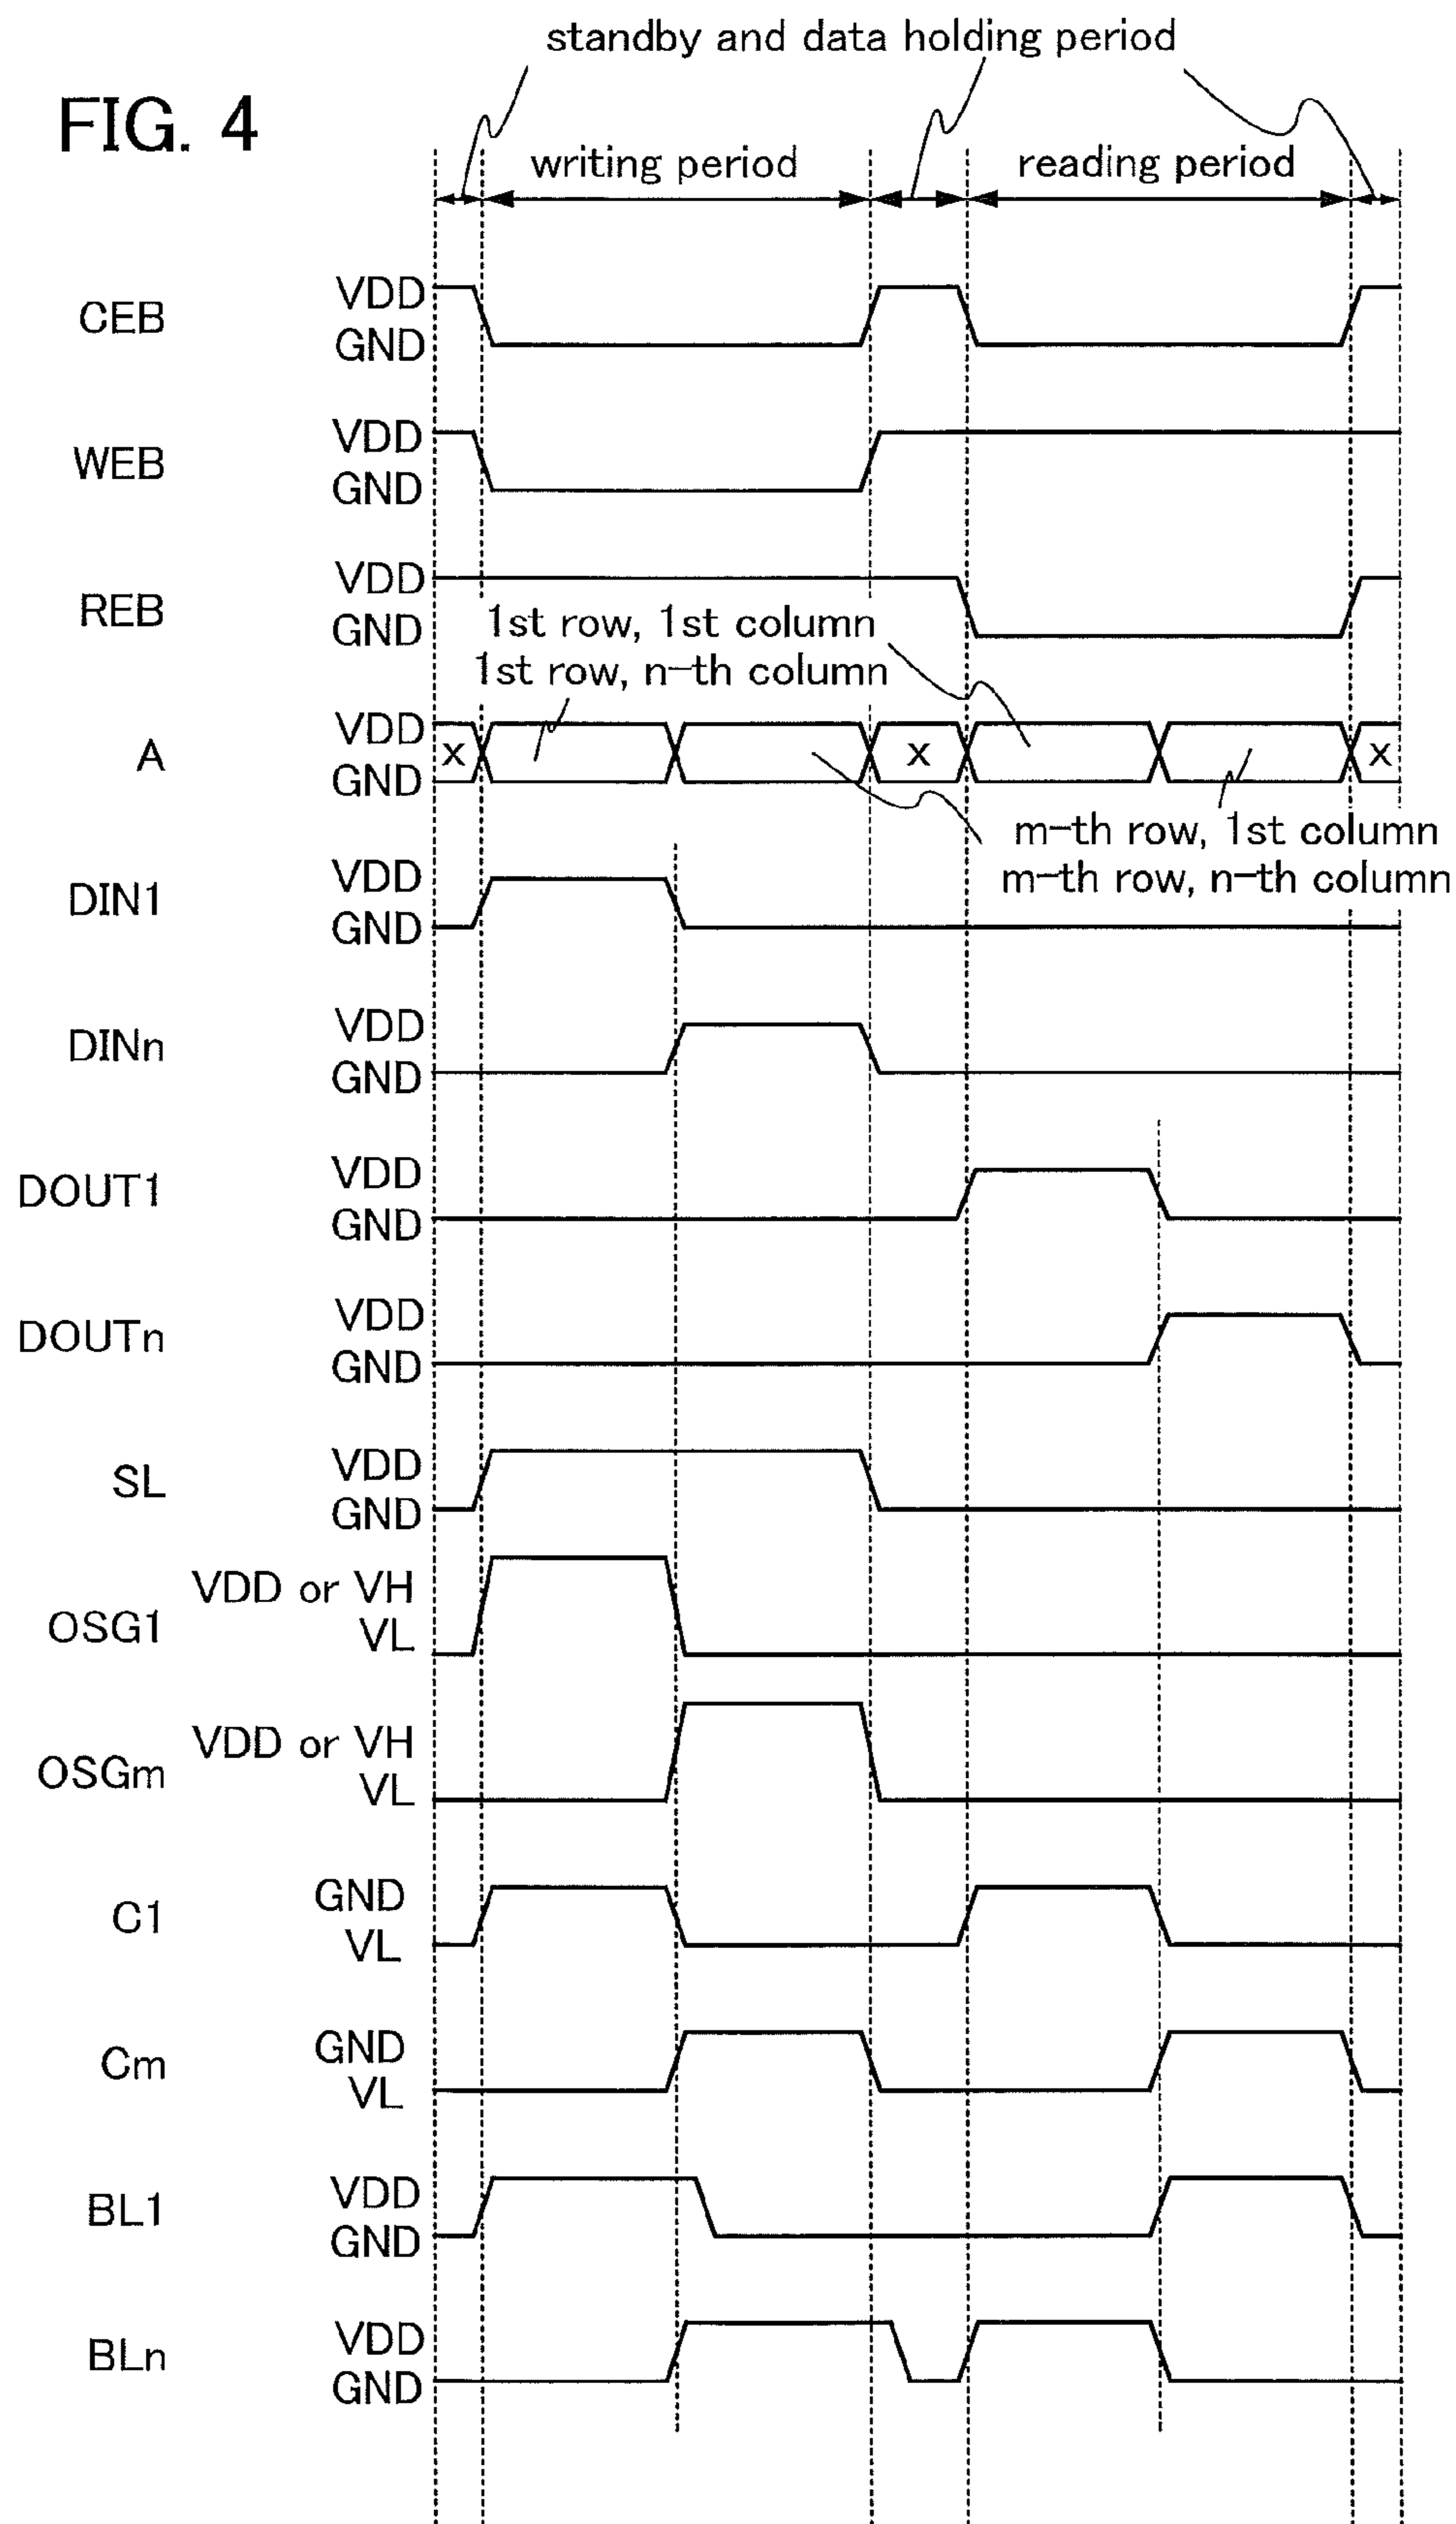 standby and data holding period
FIG. 4
writing period
reading period
CEB
VDD
GND
WEB
VDD
GND
REB
VDD
GND
1st row, 1st column
1st row, n-th column
A
VDD
GND
X
X
X
m-th row, 1st column
m-th row, n-th column
DIN1
VDD
GND
DINn
VDD
GND
DOUT1
VDD
GND
DOUTn
VDD
GND
SL
VDD
GND
OSG1
VDD or VH
VL
OSGm
VDD or VH
VL
C1
GND
VL
Cm
GND
VL
BL1
VDD
GND
BLn
VDD
GND